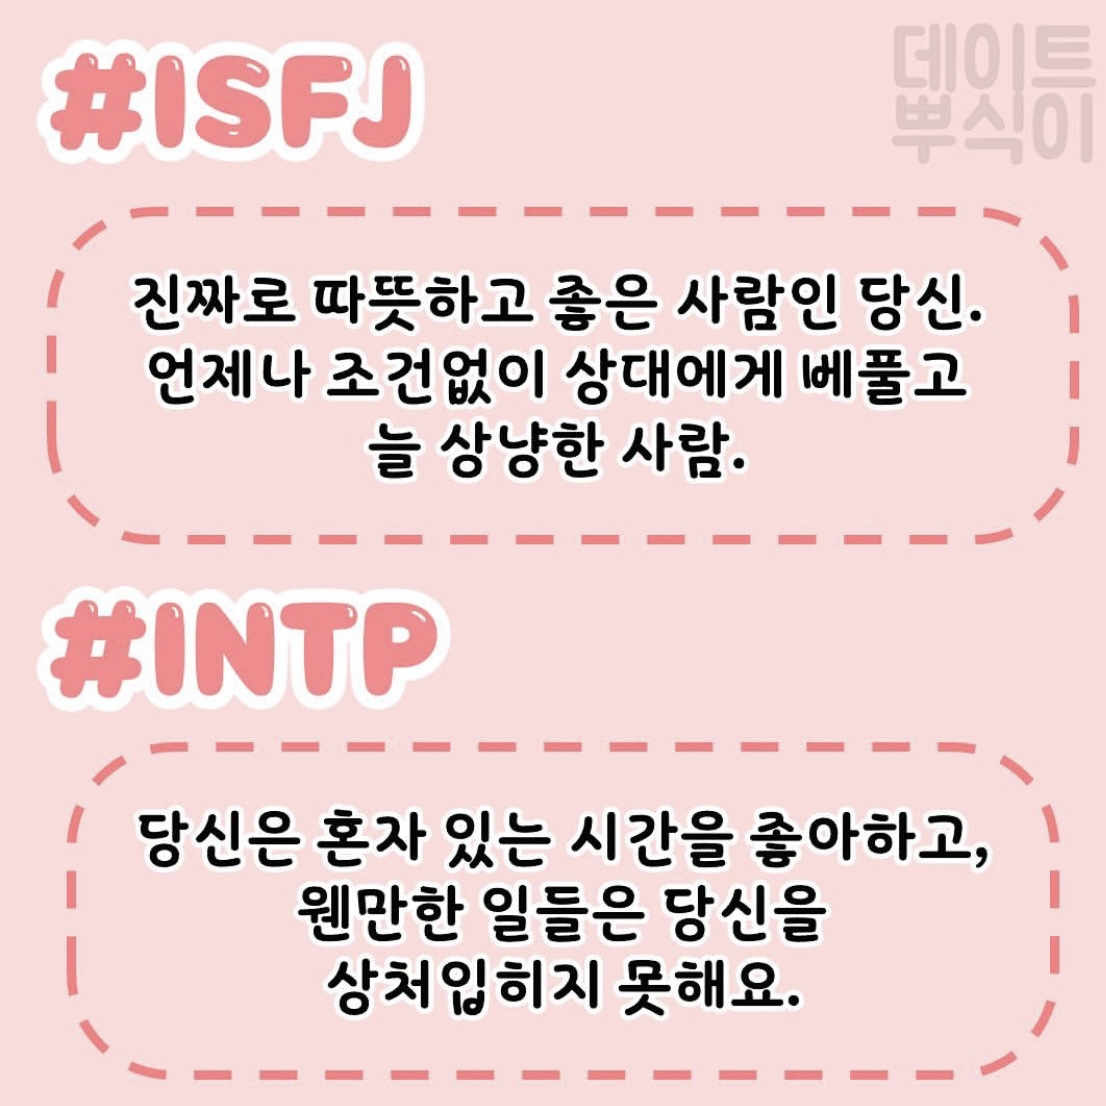 #ISFJ
데이트
뿌식이
진짜로 따뜻하고 좋은 사람인 당신.
언제나 조건없이 상대에게 베풀고
늘 상냥한 사람.
#INTP
당신은 혼자 있는 시간을 좋아하고,
웬만한 일들은 당신을
상처입히지 못해요.